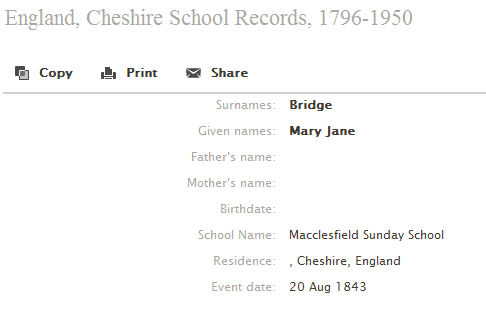 England, Cheshire School Records, 1796-1950
Copy Print Share
Surnames: Bridge
Given names: Mary Jane
Father's name:
Mother's name:
Birthdate:
School Name: Macclesfield Sunday School
Residence: , Cheshire, England
Event date: 20 Aug 1843